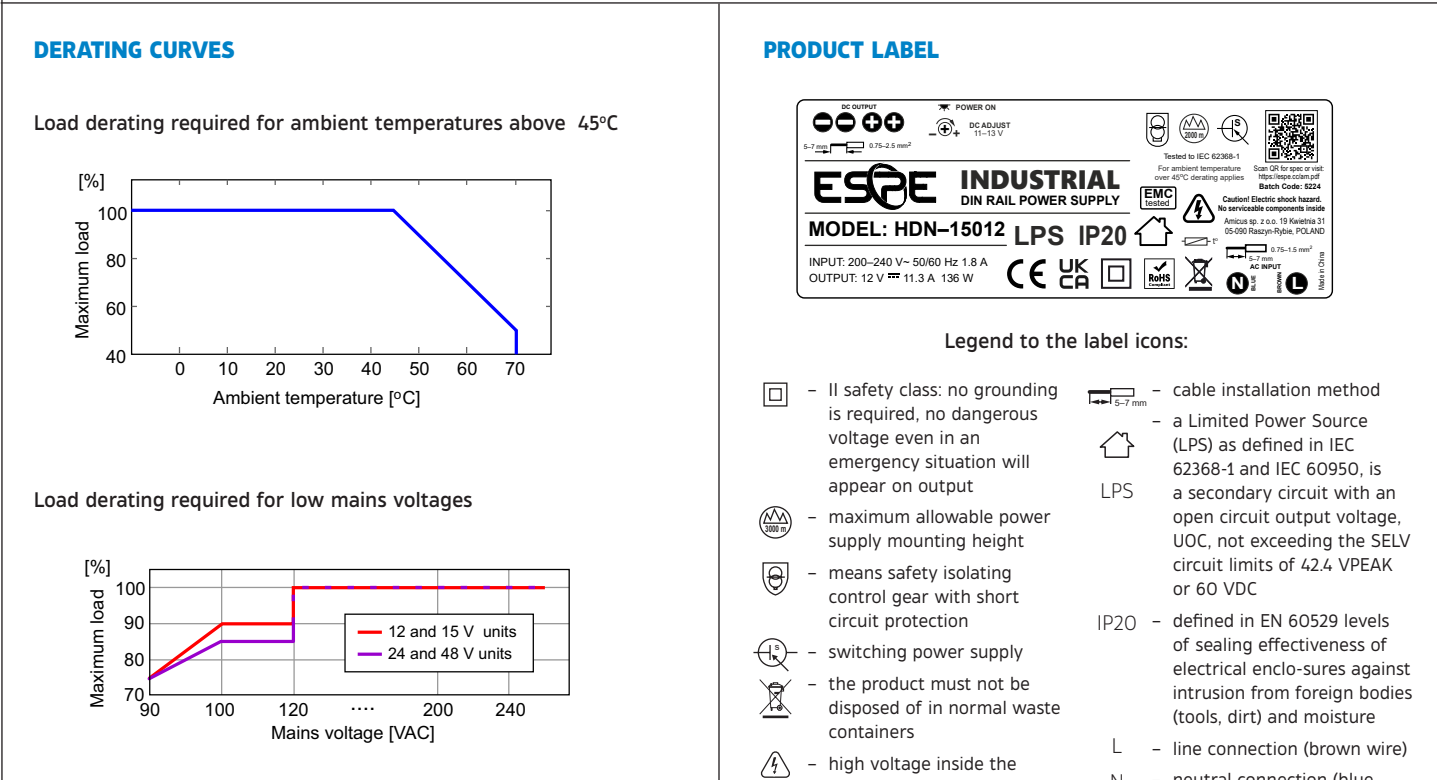 DERATING CURVES
Load derating required for ambient temperatures above 45°C
[%]
100
80
60
40
Maximum load
0 10 20 30 40 50 60 70
Ambient temperature [°C]
Load derating required for low mains voltages
[%]
100
90
80
70
Maximum load
12 and 15 V units
24 and 48 V units
90 100 120 .... 200 240
Mains voltage [VAC]
PRODUCT LABEL
DC OUTPUT
POWER ON
DC ADJUST
11–13 V
5–7 mm
0.75–2.5 mm²
ESPE
INDUSTRIAL
DIN RAIL POWER SUPPLY
MODEL: HDN–15012
LPS IP20
INPUT: 200–240 V~ 50/60 Hz 1.8 A
OUTPUT: 12 V ⎓ 11.3 A 136 W
CE
UK
CA
2000 m
S
Tested to IEC 62368-1
For ambient temperature
over 45°C derating applies
EMC
tested
RoHS
Compliant
t°
Scan QR for spec or visit:
https://espe.cc/am.pdf
Batch Code: 5224
Caution! Electric shock hazard.
No serviceable components inside
Amicus sp. z o.o. 19 Kwietnia 31
05-090 Raszyn-Rybie, POLAND
0.75–1.5 mm²
5–7 mm
AC INPUT
N
BLUE
BROWN
L
Made in China
Legend to the label icons:
– II safety class: no grounding
is required, no dangerous
voltage even in an
emergency situation will
appear on output
3000 m
– maximum allowable power
supply mounting height
– means safety isolating
control gear with short
circuit protection
S
– switching power supply
– the product must not be
disposed of in normal waste
containers
– high voltage inside the
5–7 mm
– cable installation method
LPS
– a Limited Power Source
(LPS) as defined in IEC
62368-1 and IEC 60950, is
a secondary circuit with an
open circuit output voltage,
UOC, not exceeding the SELV
circuit limits of 42.4 VPEAK
or 60 VDC
IP20 – defined in EN 60529 levels
of sealing effectiveness of
electrical enclo-sures against
intrusion from foreign bodies
(tools, dirt) and moisture
L – line connection (brown wire)
N – neutral connection (blue